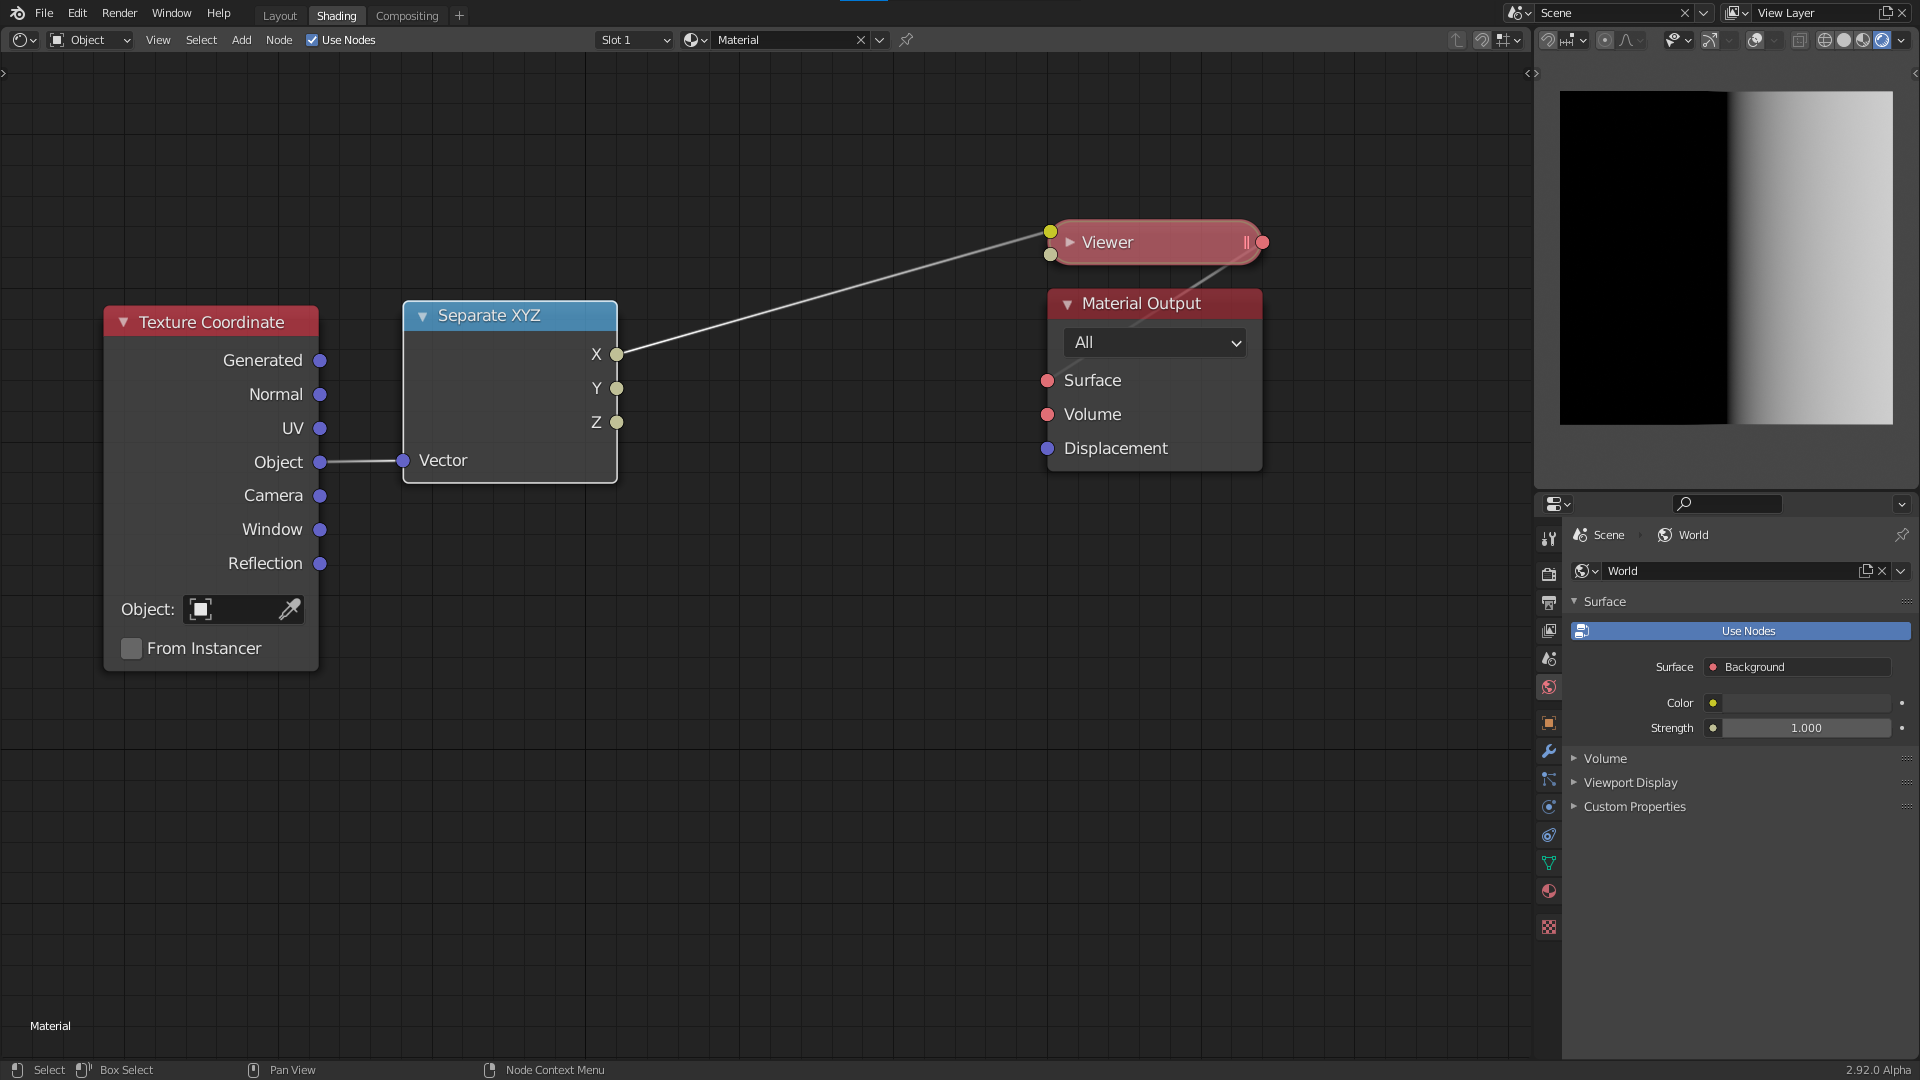 File Edit Render Window Help Layout Shading Compositing + Scene View Layer
Object View Select Add Node Use Nodes Slot 1 Material
Viewer
Material Output
All
Surface
Volume
Displacement
Texture Coordinate
Generated
Normal
UV
Object
Camera
Window
Reflection
Object:
From Instancer
Separate XYZ
X
Y
Z
Vector
Scene World
World
Surface
Use Nodes
Surface Background
Color
Strength 1.000
Volume
Viewport Display
Custom Properties
Material
Select Box Select Pan View Node Context Menu 2.92.0 Alpha